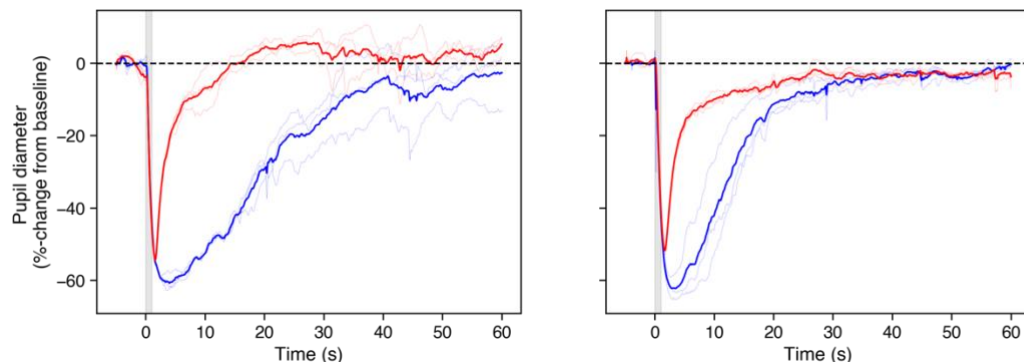 Pupil diameter
(%-change from baseline)
0
−20
−40
−60
0 10 20 30 40 50 60
Time (s)
0 10 20 30 40 50 60
Time (s)